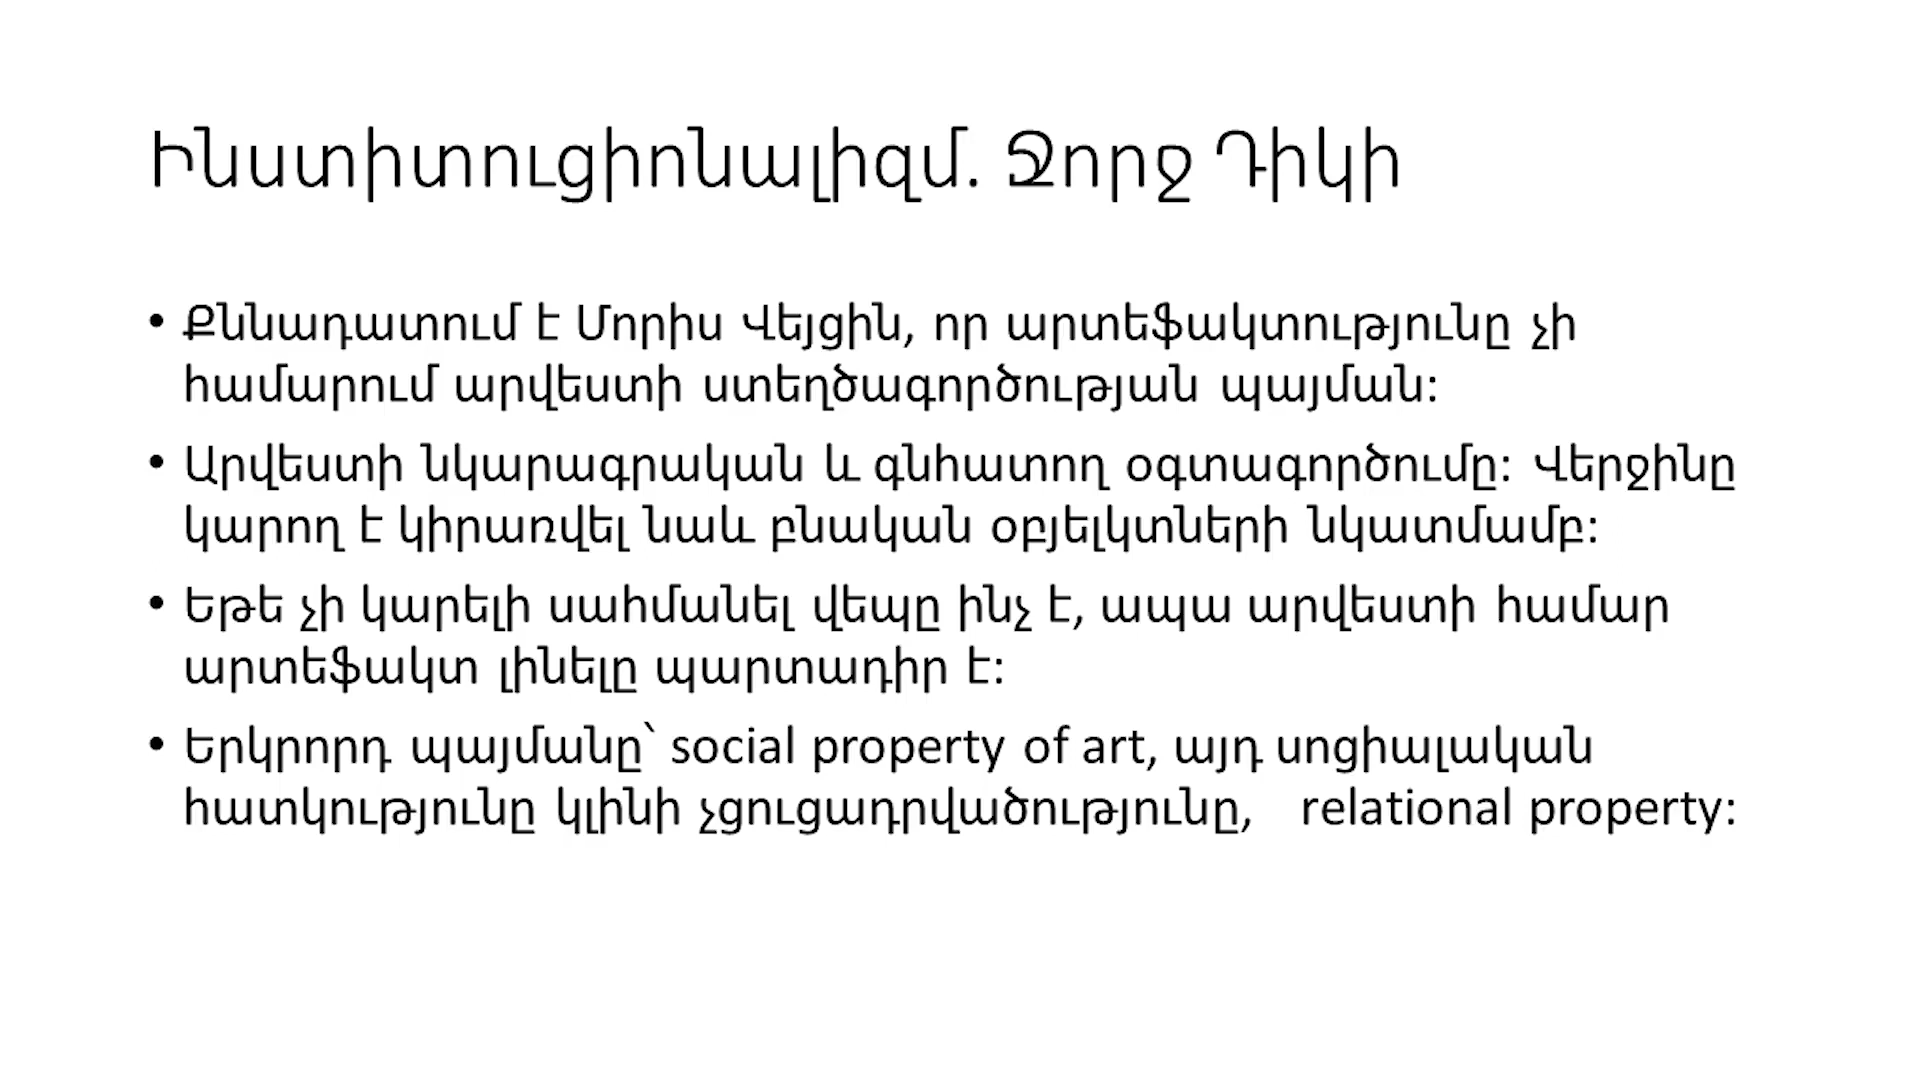 Ինստիտուցիոնալիզմ. Ջորջ Դիկի
• Քննադատում է Մորիս Վեյցին, որ արտեֆակտությունը չի
համարում արվեստի ստեղծագործության պայման:
• Արվեստի նկարագրական և գնհատող օգտագործումը: Վերջինը
կարող է կիրառվել նաև բնական օբյելկտների նկատմամբ:
• Եթե չի կարելի սահմանել վեպը ինչ է, ապա արվեստի համար
արտեֆակտ լինելը պարտադիր է:
• Երկրորդ պայմանը՝ social property of art, այդ սոցիալական
հատկությունը կլինի չցուցադրվածությունը, relational property: